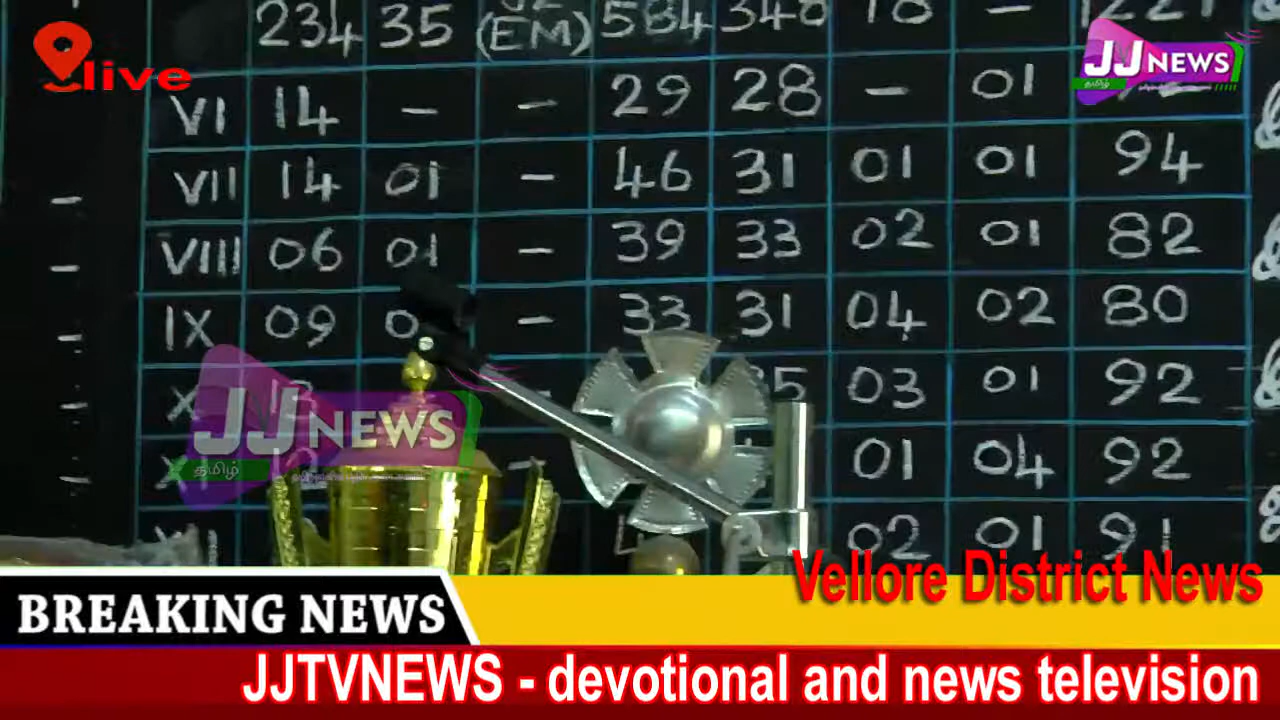 234 35 (EM) 584 348 18 - 1221
live
JJ NEWS
தமிழ்
VI 14 - - 29 28 - 01
VII 14 01 - 46 31 01 01 94
VIII 06 01 - 39 33 02 01 82
IX 09 - 33 31 04 02 80
03 01 92
JJ NEWS
தமிழ்
01 04 92
02 01 91
Vellore District News
BREAKING NEWS
JJTVNEWS - devotional and news television